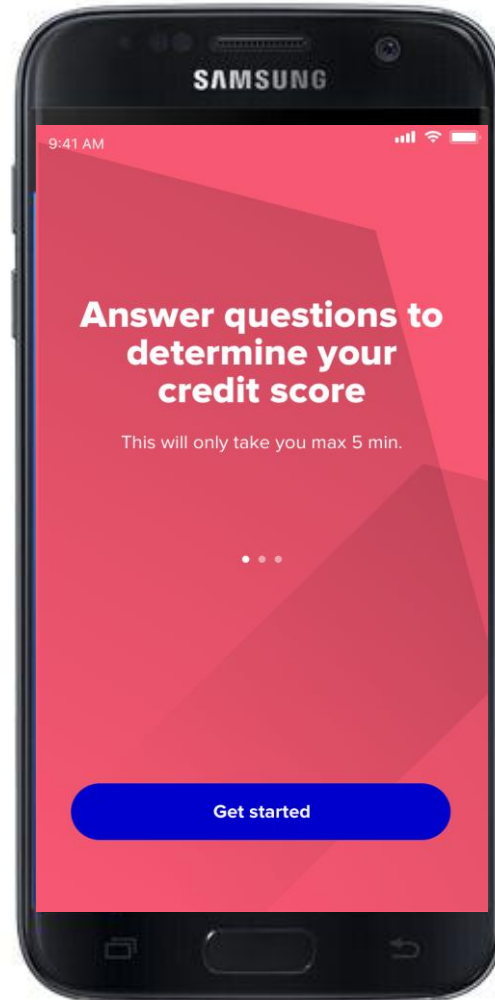 SAMSUNG
9:41 AM
Answer questions to
determine your
credit score
This will only take you max 5 min.
Get started